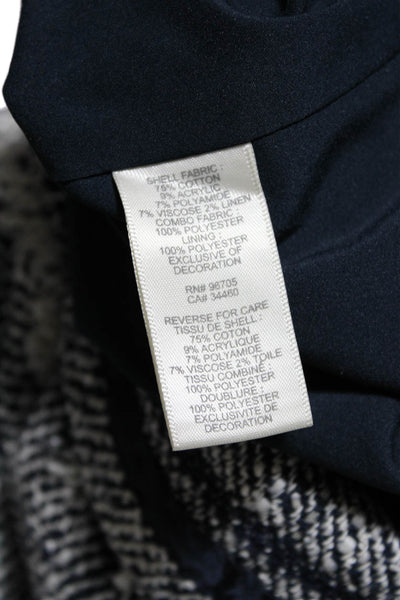 SHELL FABRIC :
75% COTTON
9% ACRYLIC
7% POLYAMIDE
7% VISCOSE 2% LINEN
COMBO FABRIC :
100% POLYESTER
LINING :
100% POLYESTER
EXCLUSIVE OF
DECORATION
RN# 96705
CA# 34460
REVERSE FOR CARE
TISSU DE SHELL :
75% COTON
9% ACRYLIQUE
7% POLYAMIDE
7% VISCOSE 2% TOILE
TISSU COMBINÉ :
100% POLYESTER
DOUBLURE :
100% POLYESTER
EXCLUSIVITE DE
DECORATION